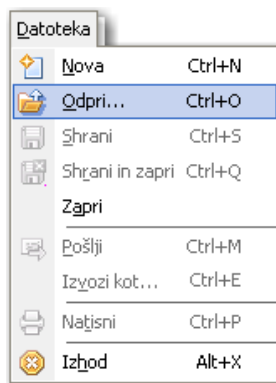 Datoteka
Nova Ctrl+N
Odpri... Ctrl+O
Shrani Ctrl+S
Shrani in zapri Ctrl+Q
Zapri
Pošlji Ctrl+M
Izvozi kot... Ctrl+E
Natisni Ctrl+P
Izhod Alt+X